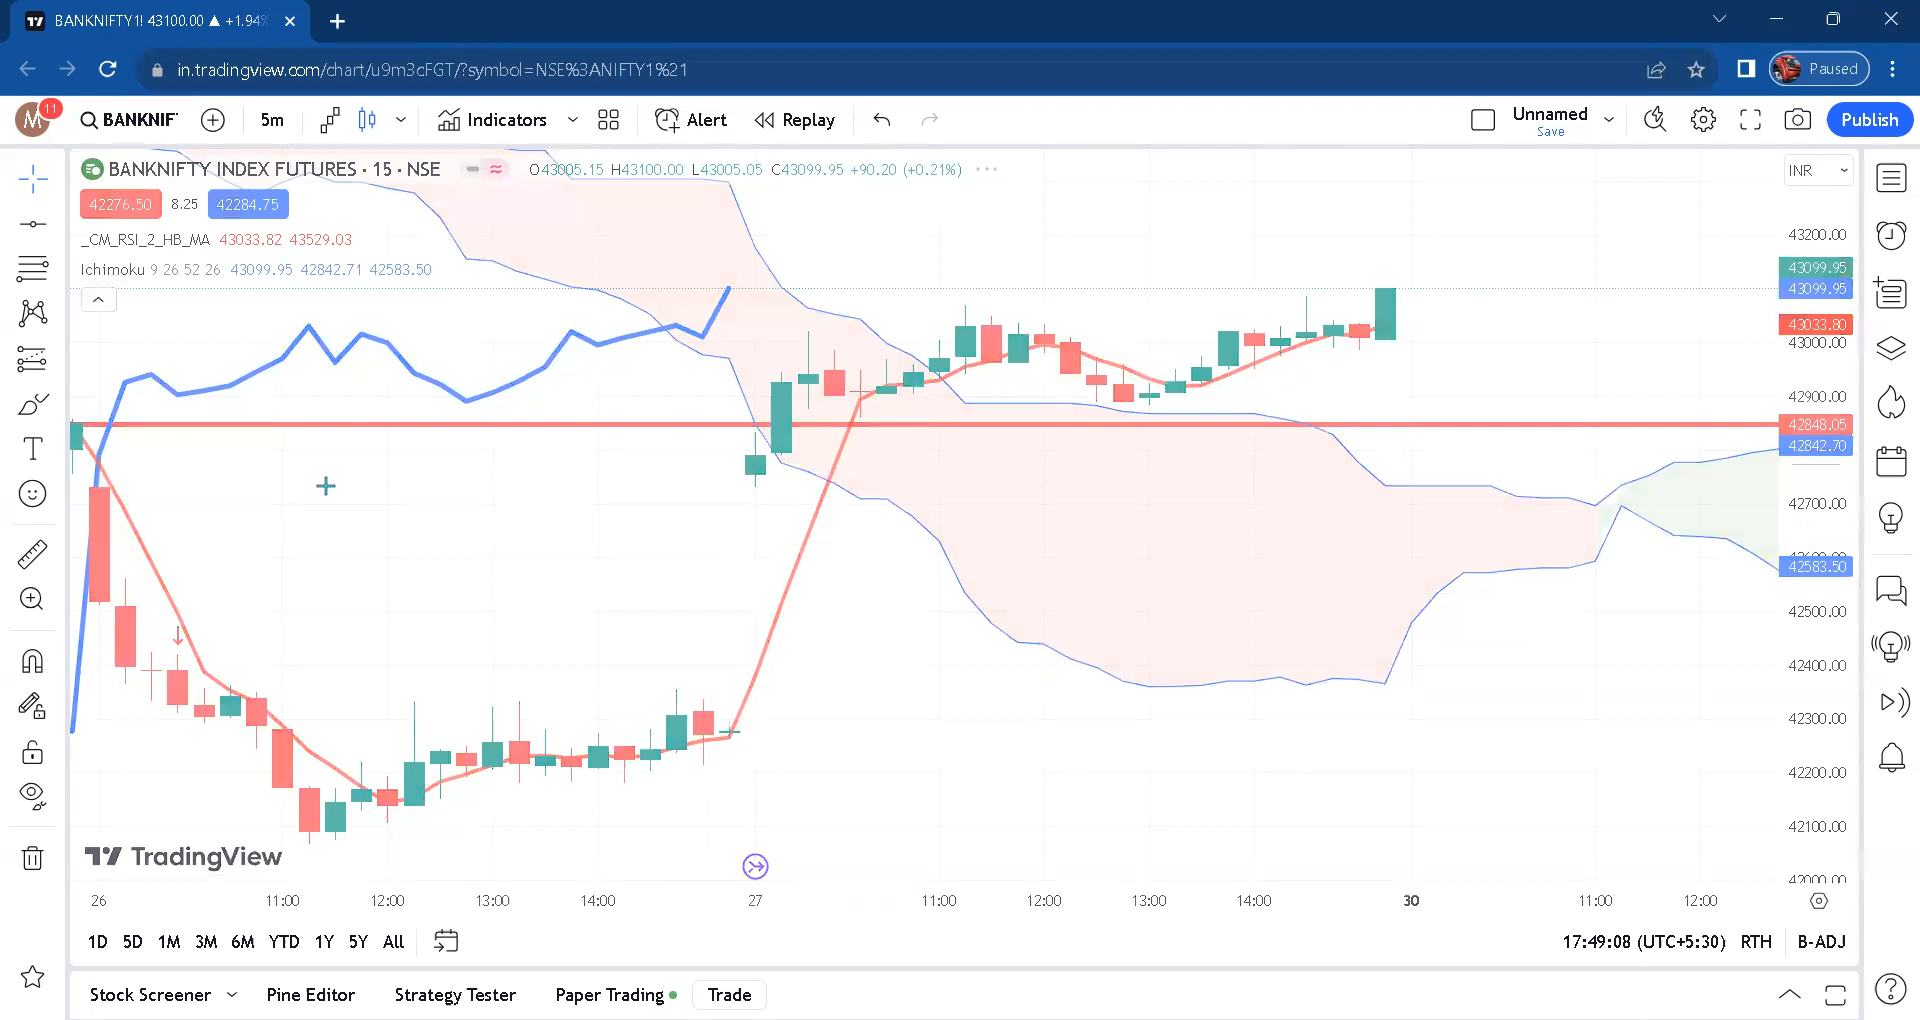 BANKNIFTY1! 43100.00 ▲ +1.94%
in.tradingview.com/chart/u9m3cFGT/?symbol=NSE%3ANIFTY1%21
Paused
M 11 BANKNIF 5m Indicators Alert Replay Unnamed Save Publish
BANKNIFTY INDEX FUTURES · 15 · NSE O43005.15 H43100.00 L43005.05 C43099.95 +90.20 (+0.21%)
INR
42276.50 8.25 42284.75
_CM_RSI_2_HB_MA 43033.82 43529.03
Ichimoku 9 26 52 26 43099.95 42842.71 42583.50
43200.00
43099.95
43099.95
43033.80
43000.00
42900.00
42848.05
42842.70
42700.00
42600.00
42583.50
42500.00
42400.00
42300.00
42200.00
42100.00
42000.00
TradingView
26 11:00 12:00 13:00 14:00 27 11:00 12:00 13:00 14:00 30 11:00 12:00
1D 5D 1M 3M 6M YTD 1Y 5Y All 17:49:08 (UTC+5:30) RTH B-ADJ
Stock Screener Pine Editor Strategy Tester Paper Trading Trade